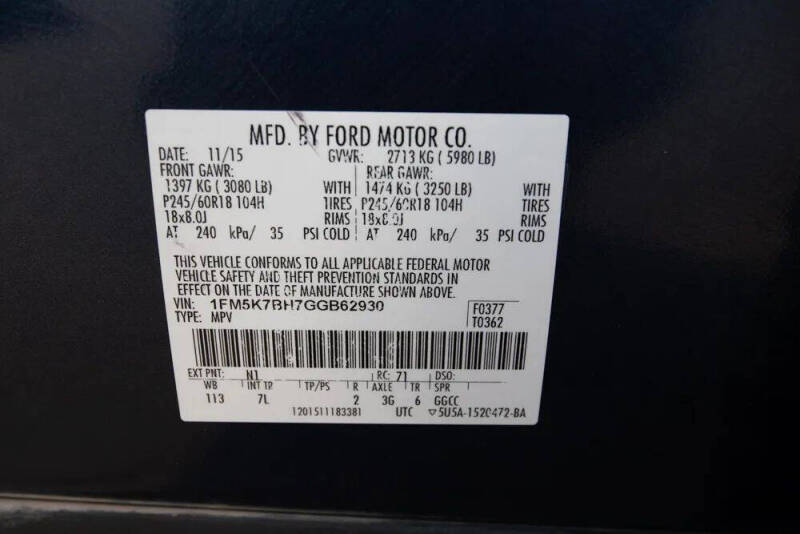 MFD. BY FORD MOTOR CO.
DATE: 11/15 GVWR: 2713 KG ( 5980 LB)
FRONT GAWR: REAR GAWR:
1397 KG ( 3080 LB) WITH 1474 KG ( 3250 LB) WITH
P245/60R18 104H TIRES P245/60R18 104H TIRES
18x8.0J RIMS 18x8.0J RIMS
AT 240 kPa/ 35 PSI COLD AT 240 kPa/ 35 PSI COLD
THIS VEHICLE CONFORMS TO ALL APPLICABLE FEDERAL MOTOR
VEHICLE SAFETY AND THEFT PREVENTION STANDARDS IN
EFFECT ON THE DATE OF MANUFACTURE SHOWN ABOVE.
VIN: 1FM5K7BH7GGB62930 F0377
TYPE: MPV T0362
EXT PNT: N1 RC: 71 DSO:
WB INT TR TP/PS R AXLE TR SPR
113 7L 2 3G 6 GGCC
1201511183381 UTC ▽5U5A-1520472-BA